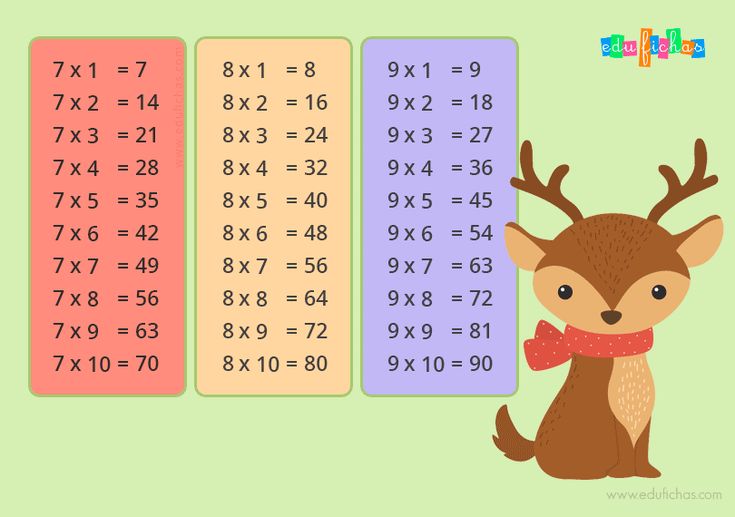 edufichas
7 x 1 = 7
7 x 2 = 14
7 x 3 = 21
7 x 4 = 28
7 x 5 = 35
7 x 6 = 42
7 x 7 = 49
7 x 8 = 56
7 x 9 = 63
7 x 10 = 70
www.edufichas.com
8 x 1 = 8
8 x 2 = 16
8 x 3 = 24
8 x 4 = 32
8 x 5 = 40
8 x 6 = 48
8 x 7 = 56
8 x 8 = 64
8 x 9 = 72
8 x 10 = 80
9 x 1 = 9
9 x 2 = 18
9 x 3 = 27
9 x 4 = 36
9 x 5 = 45
9 x 6 = 54
9 x 7 = 63
9 x 8 = 72
9 x 9 = 81
9 x 10 = 90
www.edufichas.com